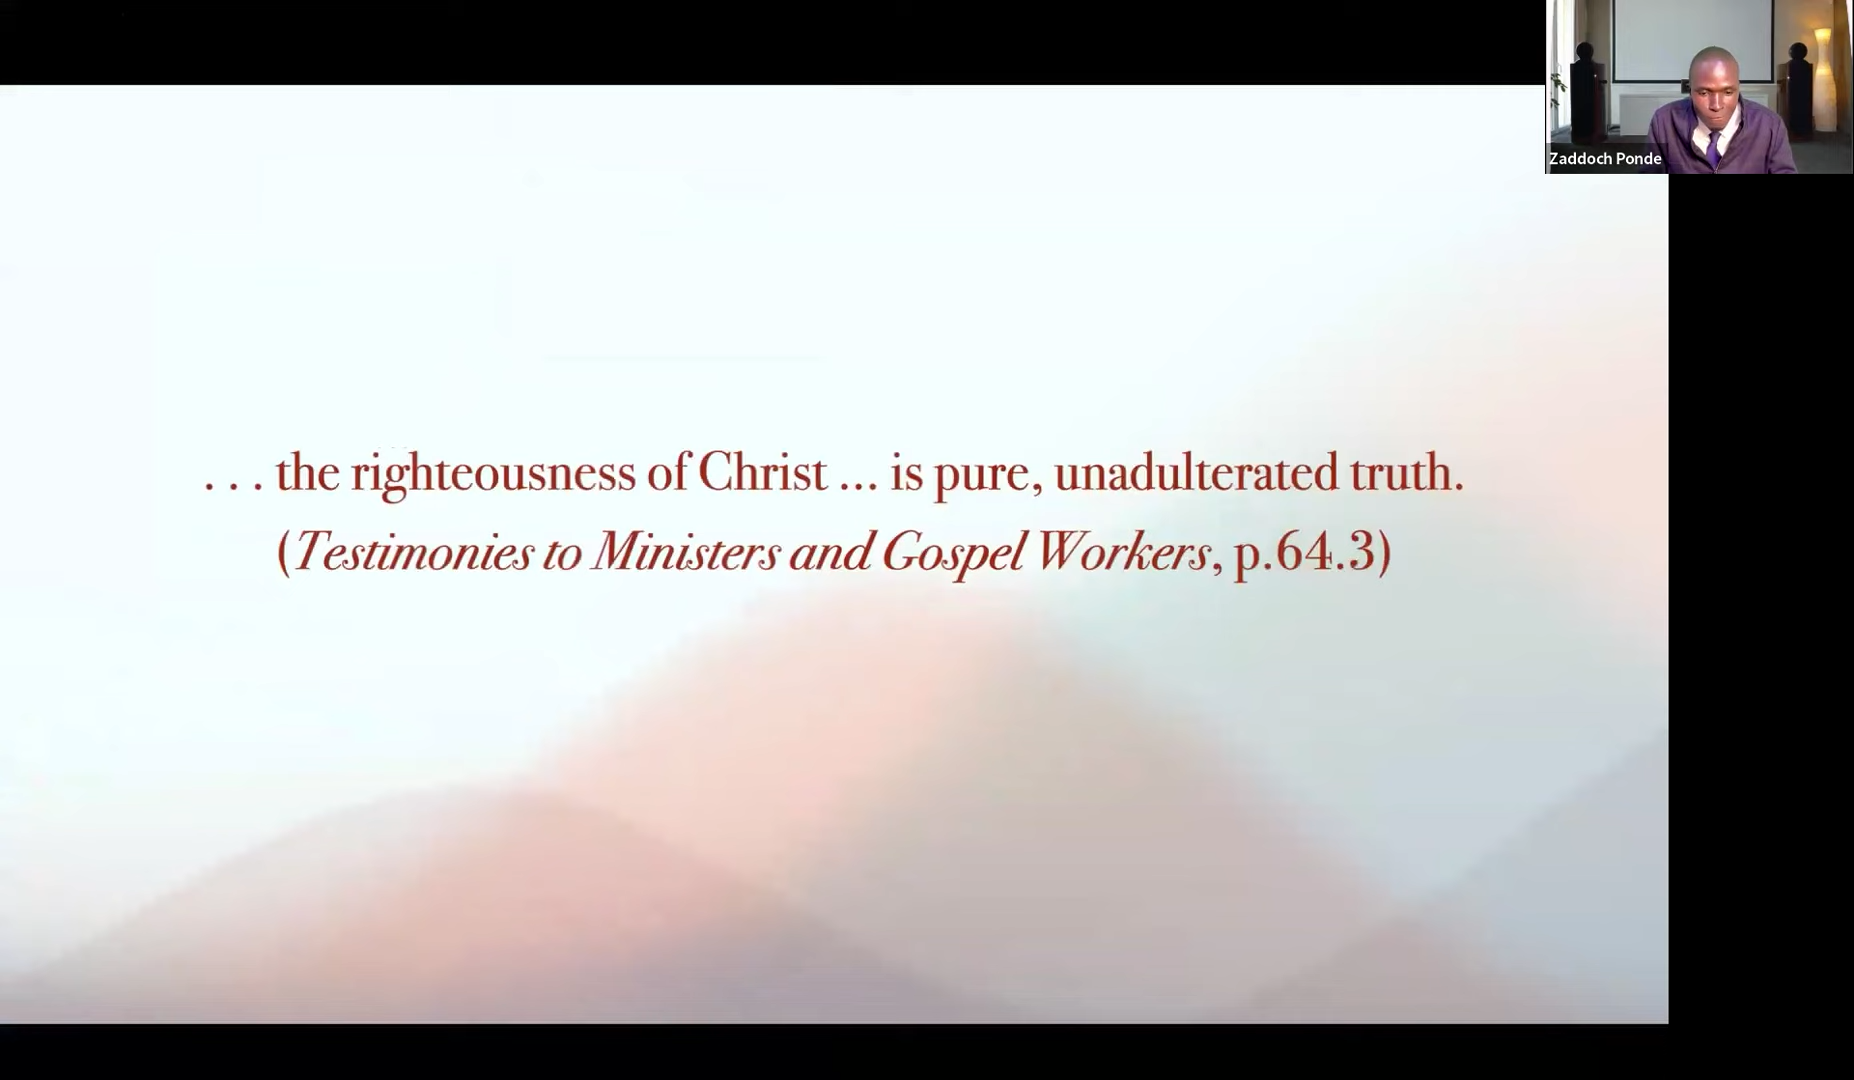 Zaddoch Ponde
. . . the righteousness of Christ ... is pure, unadulterated truth.
(Testimonies to Ministers and Gospel Workers, p.64.3)